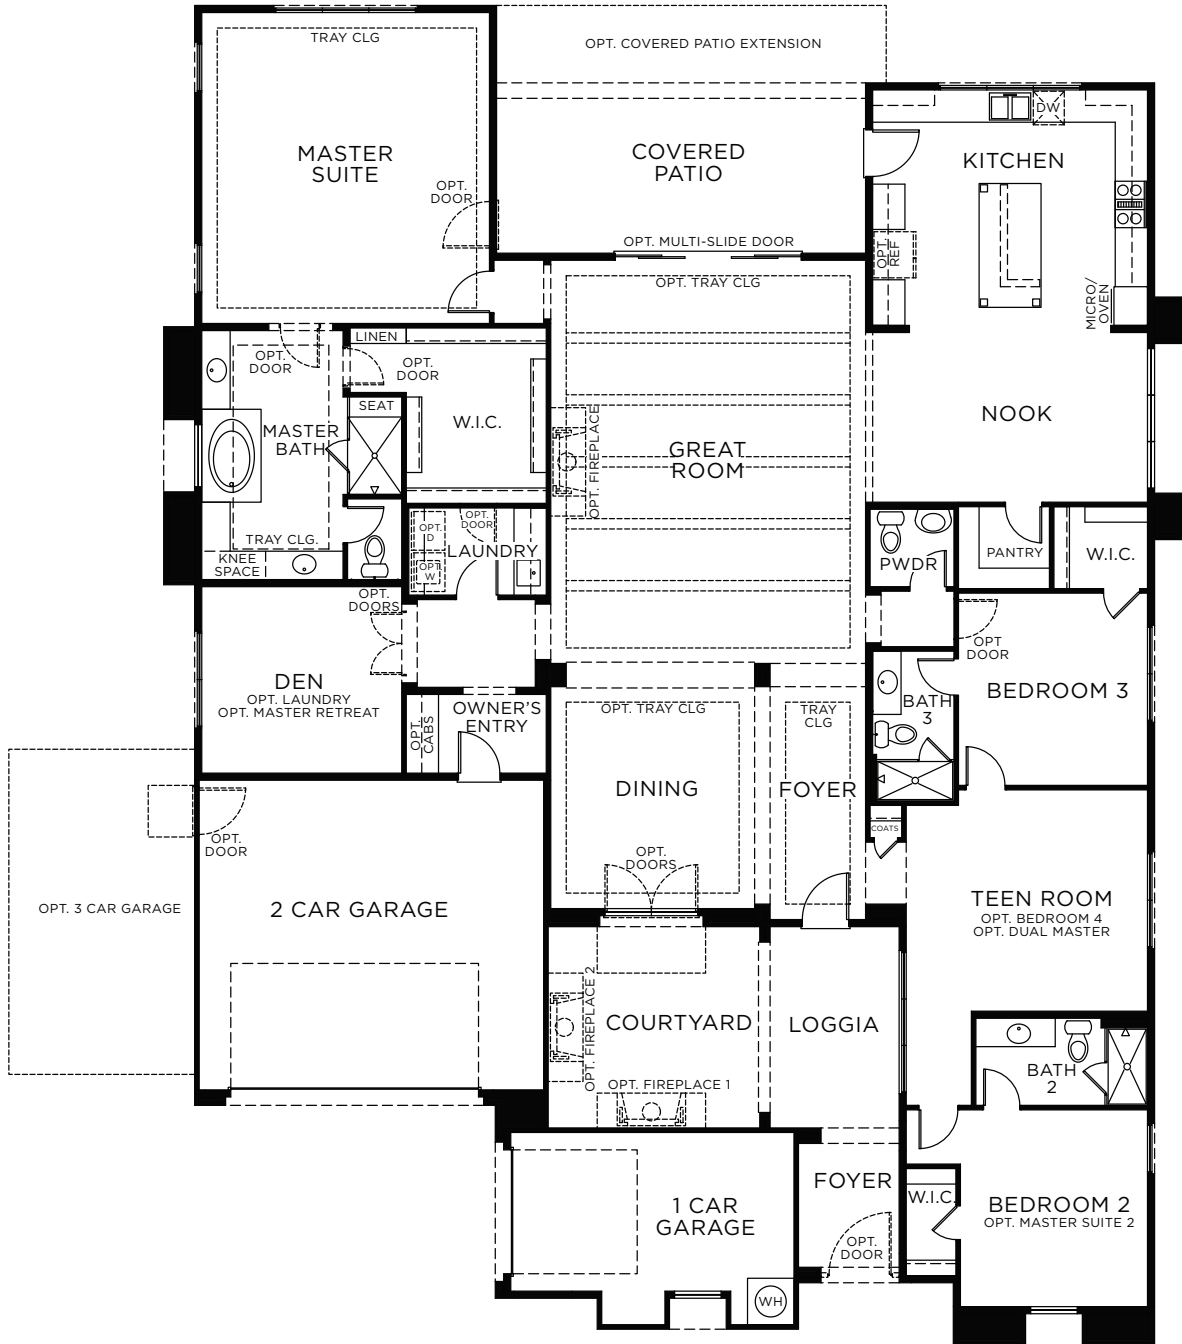 TRAY CLG
OPT. COVERED PATIO EXTENSION
DW
MASTER
SUITE
COVERED
PATIO
KITCHEN
OPT.
DOOR
OPT. MULTI-SLIDE DOOR
OPT. TRAY CLG
OPT.
REF
MICRO/
OVEN
LINEN
OPT.
DOOR
OPT.
DOOR
SEAT
MASTER
BATH
W.I.C.
OPT. FIREPLACE
GREAT
ROOM
NOOK
TRAY CLG.
KNEE
SPACE
OPT.
D
OPT.
DOOR
LAUNDRY
OPT.
W
PWDR
PANTRY
W.I.C.
OPT.
DOORS
OPT
DOOR
DEN
OPT. LAUNDRY
OPT. MASTER RETREAT
OPT.
CABS
OWNER'S
ENTRY
OPT. TRAY CLG
TRAY
CLG
BATH
3
BEDROOM 3
DINING
FOYER
COATS
OPT.
DOOR
OPT.
DOORS
OPT. 3 CAR GARAGE
2 CAR GARAGE
TEEN ROOM
OPT. BEDROOM 4
OPT. DUAL MASTER
OPT. FIREPLACE 2
COURTYARD
LOGGIA
OPT. FIREPLACE 1
BATH
2
FOYER
W.I.C.
1 CAR
GARAGE
BEDROOM 2
OPT. MASTER SUITE 2
OPT.
DOOR
WH